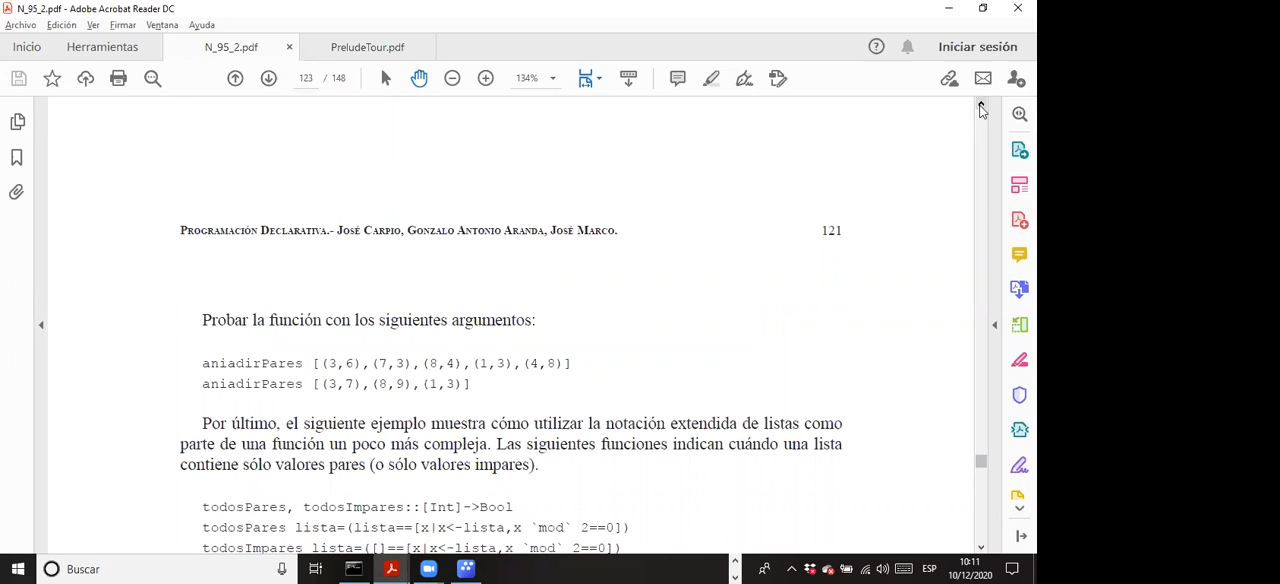 N_95_2.pdf - Adobe Acrobat Reader DC
Archivo Edición Ver Firmar Ventana Ayuda
Inicio Herramientas N_95_2.pdf × PreludeTour.pdf Iniciar sesión
123 / 148 134%
PROGRAMACIÓN DECLARATIVA.- JOSÉ CARPIO, GONZALO ANTONIO ARANDA, JOSÉ MARCO. 121
Probar la función con los siguientes argumentos:
aniadirPares [(3,6),(7,3),(8,4),(1,3),(4,8)]
aniadirPares [(3,7),(8,9),(1,3)]
Por último, el siguiente ejemplo muestra cómo utilizar la notación extendida de listas como
parte de una función un poco más compleja. Las siguientes funciones indican cuándo una lista
contiene sólo valores pares (o sólo valores impares).
todosPares, todosImpares::[Int]->Bool
todosPares lista=(lista==[x|x<-lista,x `mod` 2==0])
todosImpares lista=([]==[x|x<-lista,x `mod` 2==0])
Buscar ESP 10:11
10/12/2020